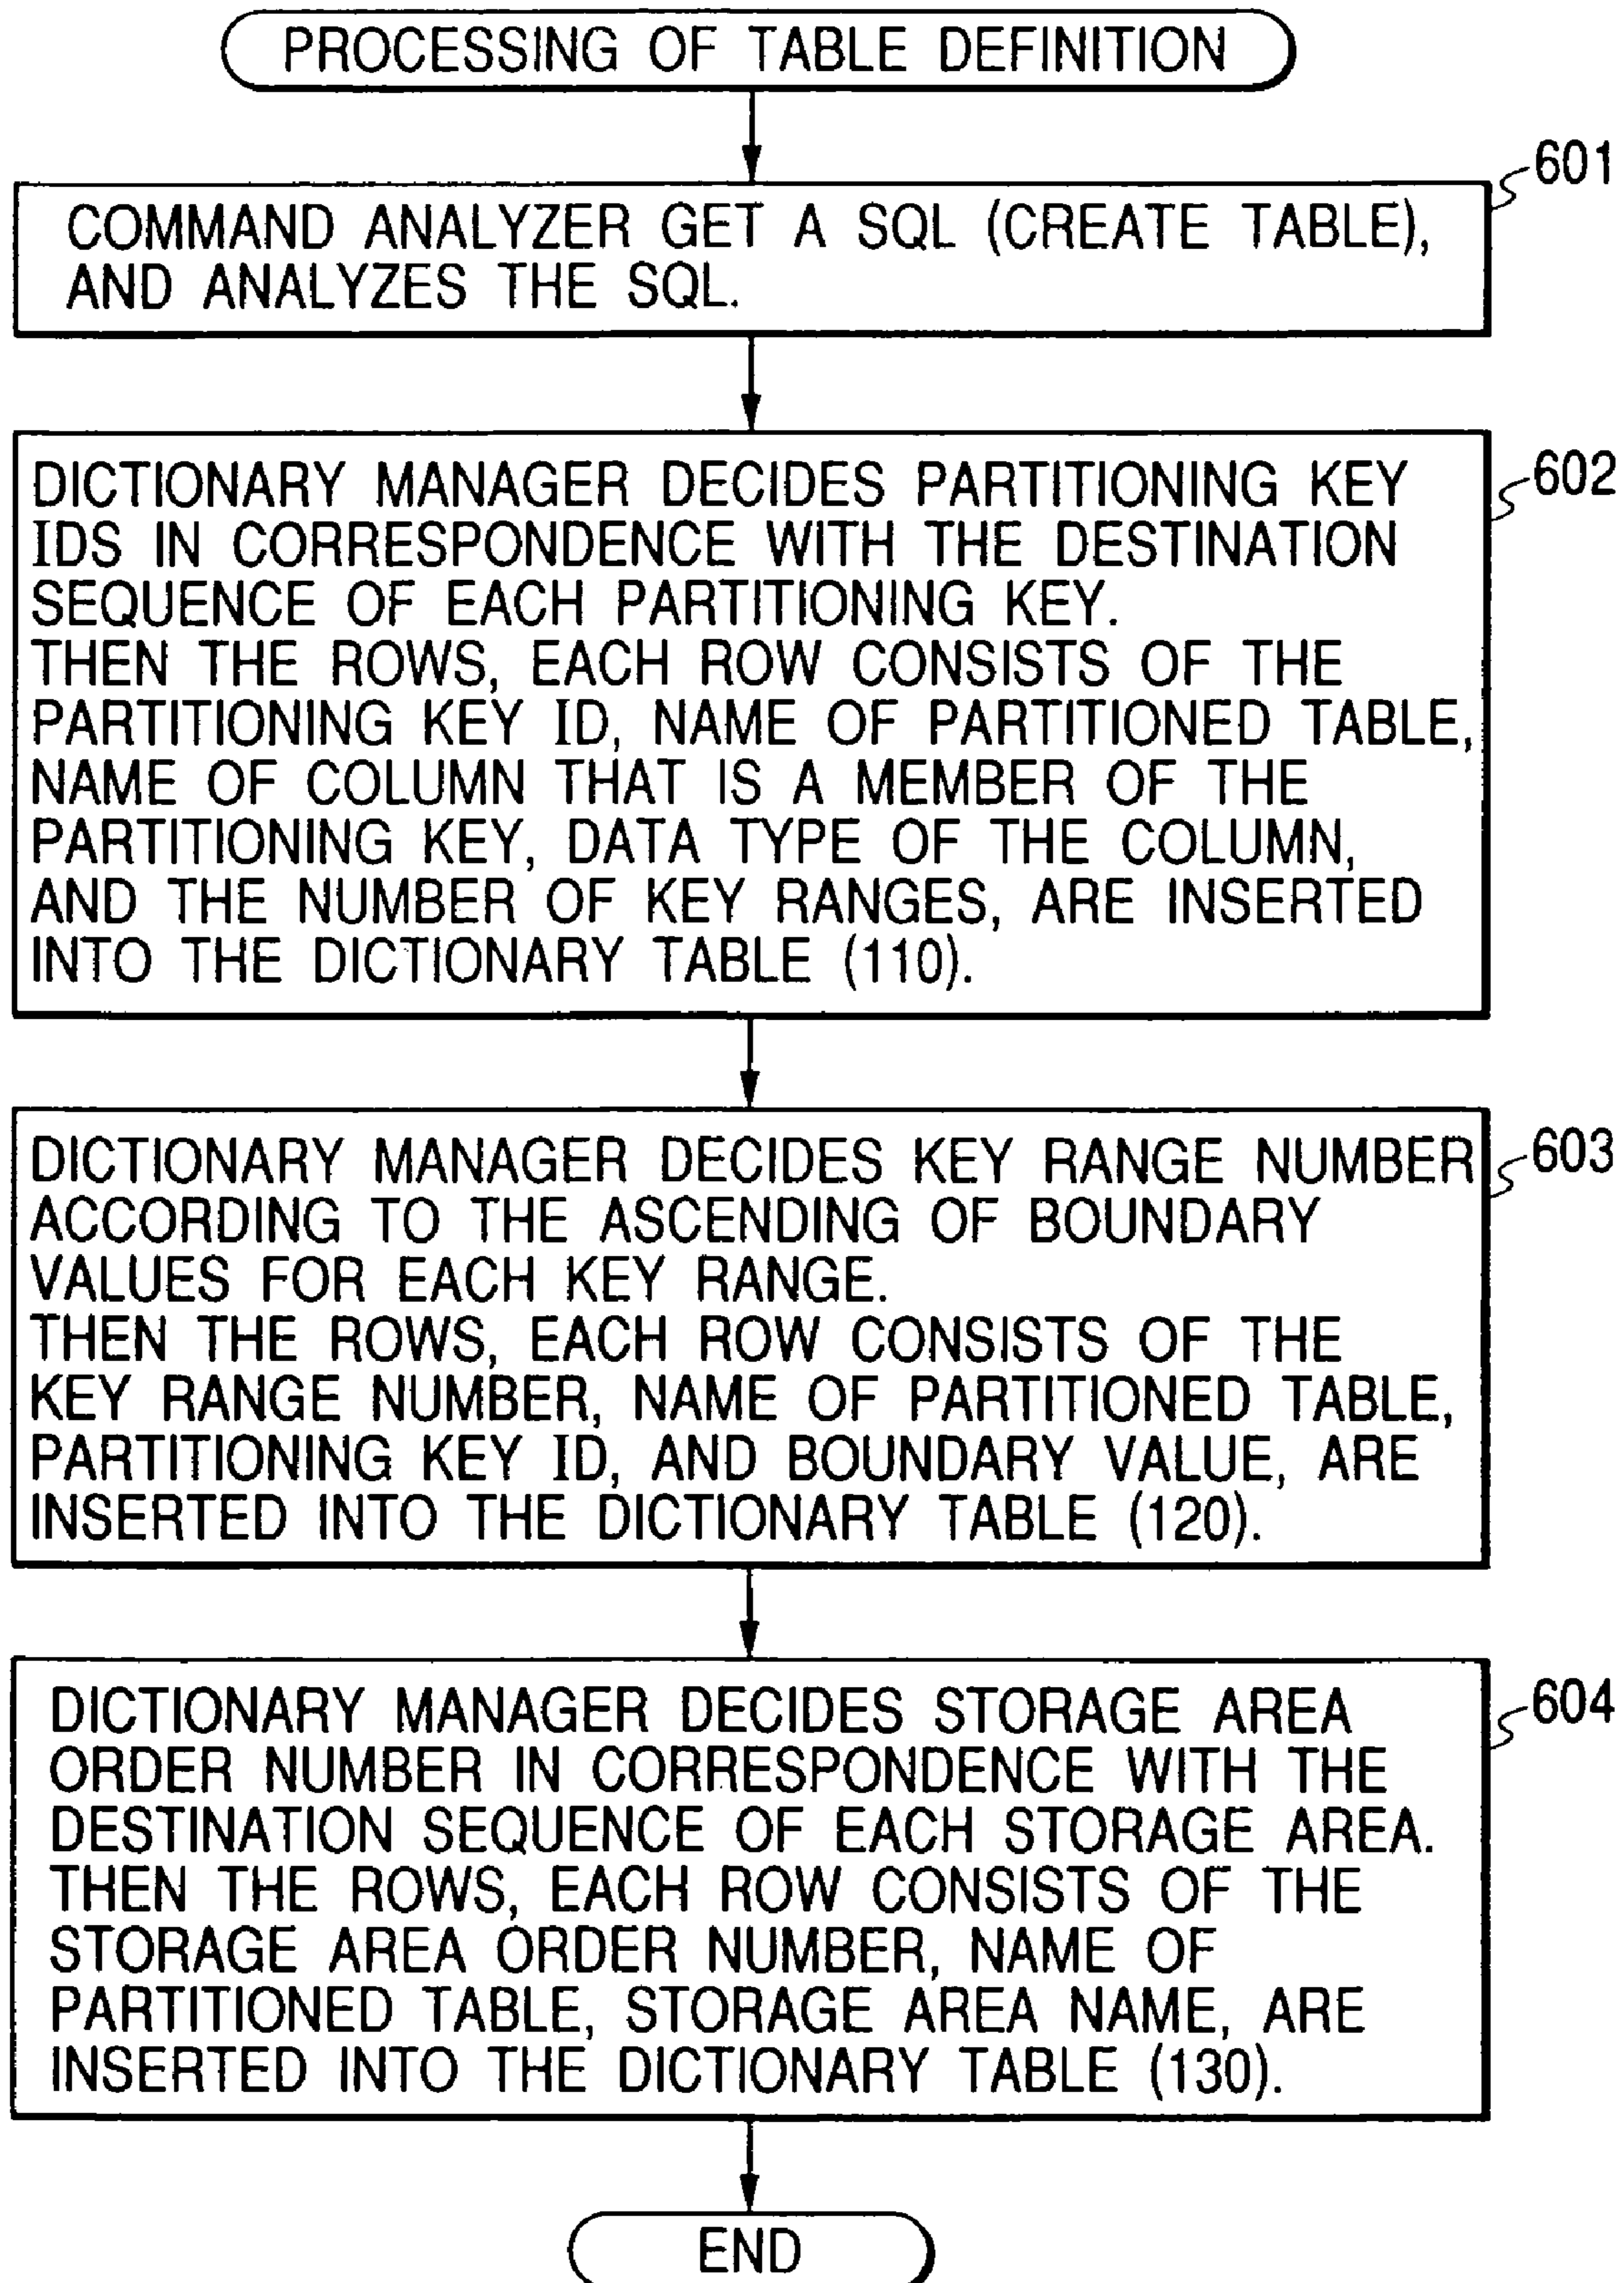 PROCESSING OF TABLE DEFINITION
601
COMMAND ANALYZER GET A SQL (CREATE TABLE),
AND ANALYZES THE SQL.
602
DICTIONARY MANAGER DECIDES PARTITIONING KEY
IDS IN CORRESPONDENCE WITH THE DESTINATION
SEQUENCE OF EACH PARTITIONING KEY.
THEN THE ROWS, EACH ROW CONSISTS OF THE
PARTITIONING KEY ID, NAME OF PARTITIONED TABLE,
NAME OF COLUMN THAT IS A MEMBER OF THE
PARTITIONING KEY, DATA TYPE OF THE COLUMN,
AND THE NUMBER OF KEY RANGES, ARE INSERTED
INTO THE DICTIONARY TABLE (110).
603
DICTIONARY MANAGER DECIDES KEY RANGE NUMBER
ACCORDING TO THE ASCENDING OF BOUNDARY
VALUES FOR EACH KEY RANGE.
THEN THE ROWS, EACH ROW CONSISTS OF THE
KEY RANGE NUMBER, NAME OF PARTITIONED TABLE,
PARTITIONING KEY ID, AND BOUNDARY VALUE, ARE
INSERTED INTO THE DICTIONARY TABLE (120).
604
DICTIONARY MANAGER DECIDES STORAGE AREA
ORDER NUMBER IN CORRESPONDENCE WITH THE
DESTINATION SEQUENCE OF EACH STORAGE AREA.
THEN THE ROWS, EACH ROW CONSISTS OF THE
STORAGE AREA ORDER NUMBER, NAME OF
PARTITIONED TABLE, STORAGE AREA NAME, ARE
INSERTED INTO THE DICTIONARY TABLE (130).
END